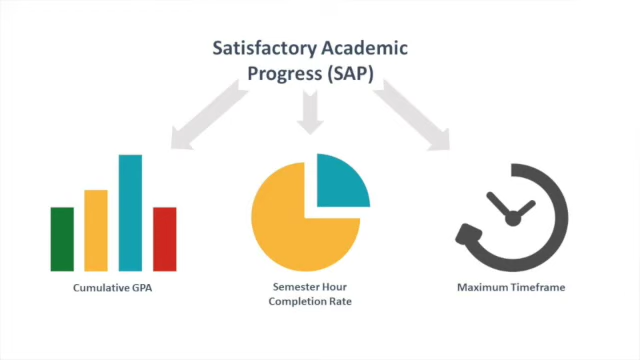 Satisfactory Academic
Progress (SAP)
Cumulative GPA
Semester Hour
Completion Rate
Maximum Timeframe